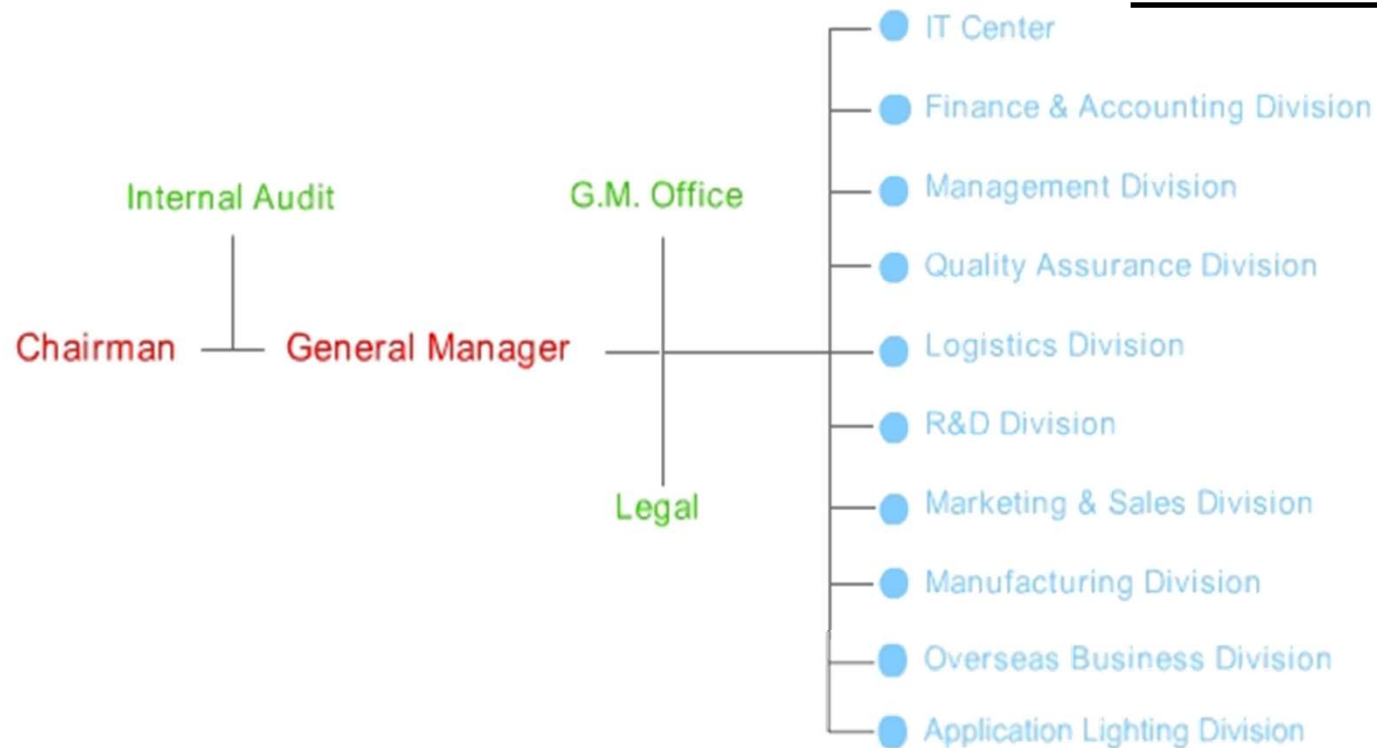 Internal Audit
Chairman
General Manager
G.M. Office
Legal
IT Center
Finance & Accounting Division
Management Division
Quality Assurance Division
Logistics Division
R&D Division
Marketing & Sales Division
Manufacturing Division
Overseas Business Division
Application Lighting Division